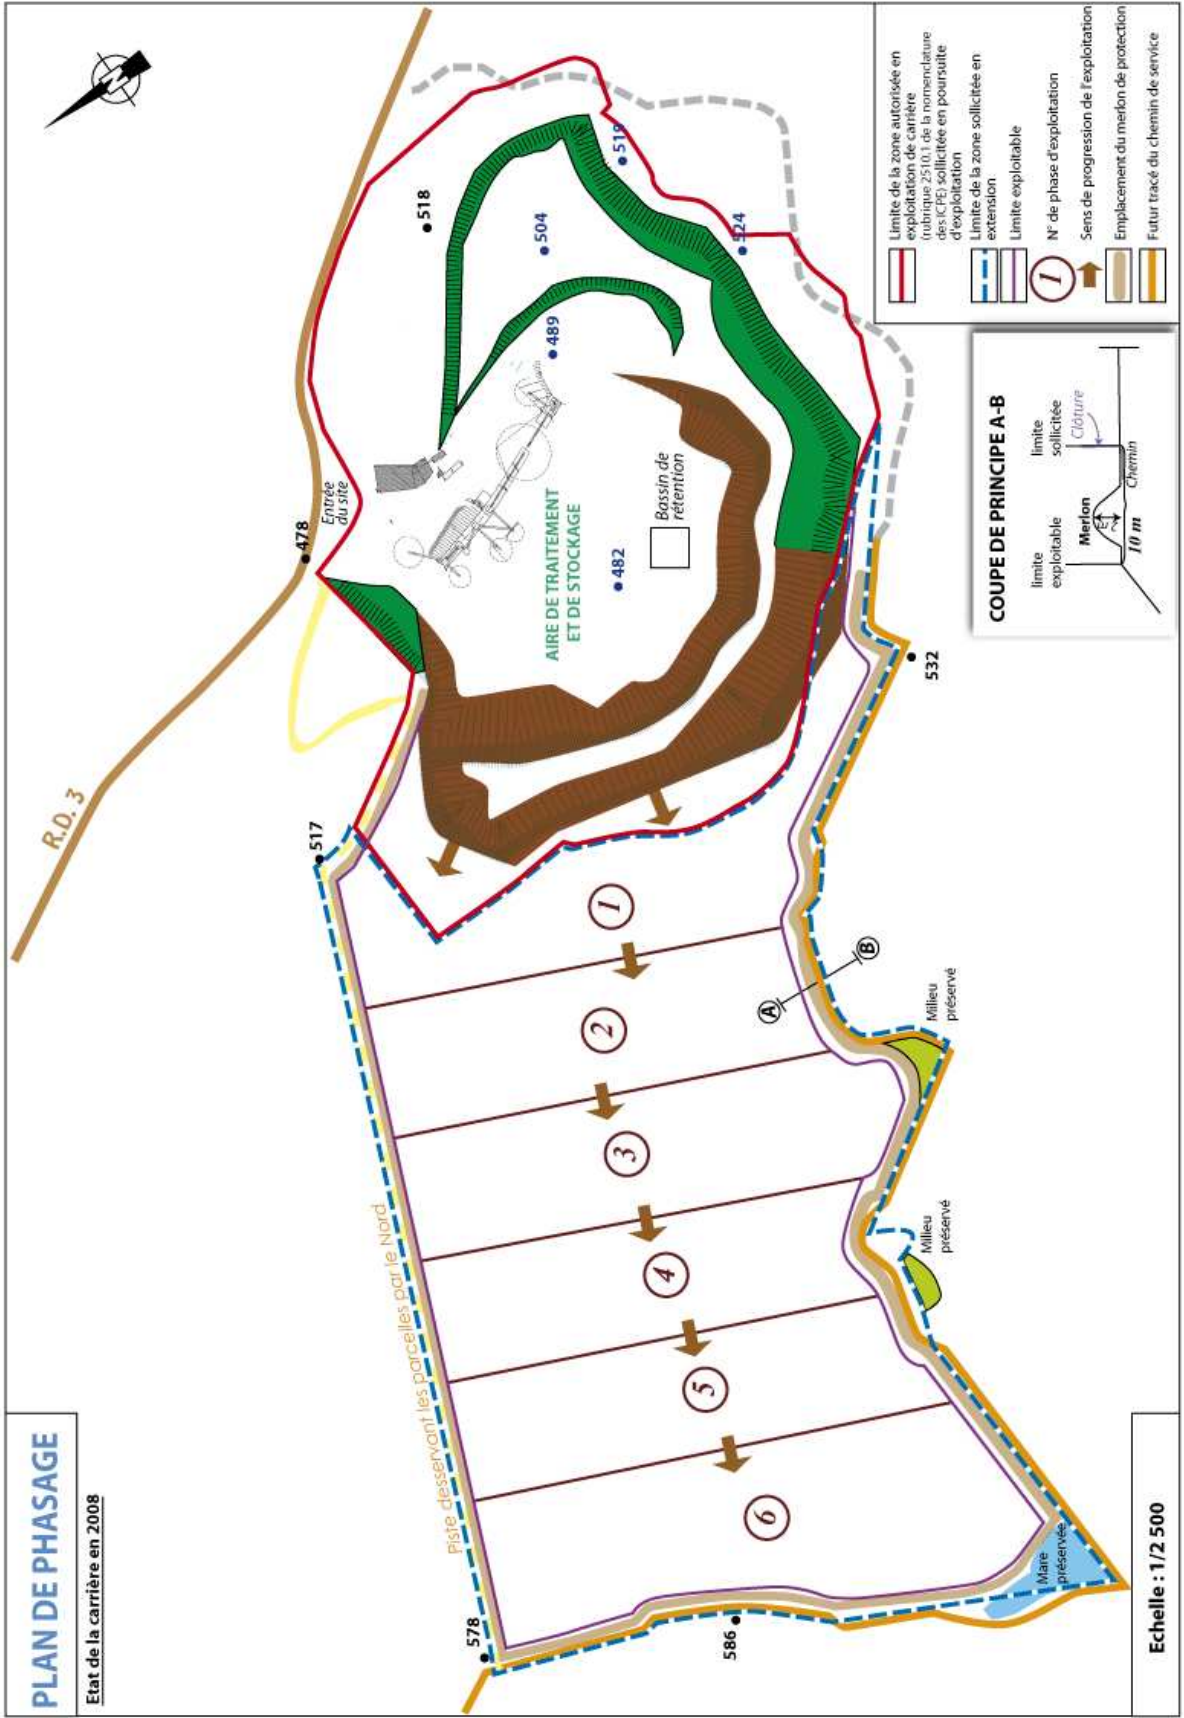 PLAN DE PHASAGE
Etat de la carrière en 2008
R.D. 3
478
Entrée
du site
517
518
519
504
489
524
482
AIRE DE TRAITEMENT
ET DE STOCKAGE
Bassin de
rétention
532
578
586
Piste desservant les parcelles par le Nord
1
2
3
4
5
6
A
B
Milieu
préservé
Milieu
préservé
Mare
préservée
N
Limite de la zone autorisée en
exploitation de carrière
(rubrique 2510.1 de la nomenclature
des ICPE) sollicitée en poursuite
d'exploitation
Limite de la zone sollicitée en
extension
Limite exploitable
1
N° de phase d'exploitation
Sens de progression de l'exploitation
Emplacement du merlon de protection
Futur tracé du chemin de service
COUPE DE PRINCIPE A-B
limite
exploitable
limite
sollicitée
Clôture
Merlon
Chemin
10 m
Echelle : 1/2 500